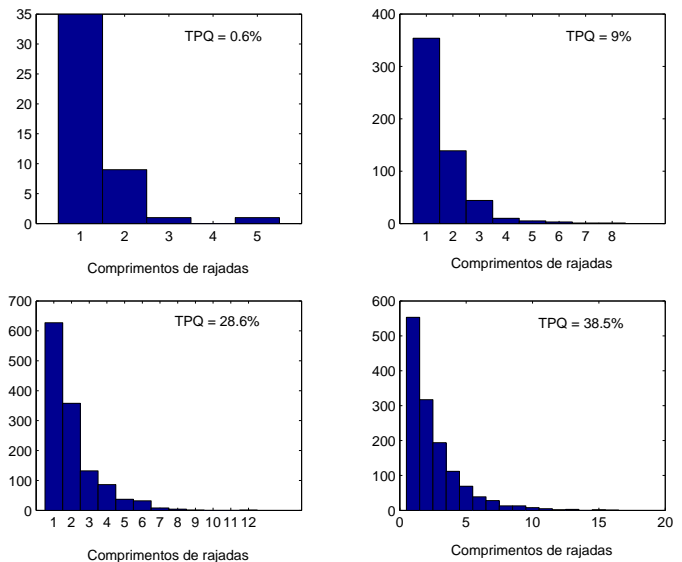 TPQ = 0.6%
35
30
25
20
15
10
5
0
1 2 3 4 5
Comprimentos de rajadas
TPQ = 9%
400
300
200
100
0
1 2 3 4 5 6 7 8
Comprimentos de rajadas
TPQ = 28.6%
700
600
500
400
300
200
100
0
1 2 3 4 5 6 7 8 9 10 11 12
Comprimentos de rajadas
TPQ = 38.5%
600
500
400
300
200
100
0
0 5 10 15 20
Comprimentos de rajadas